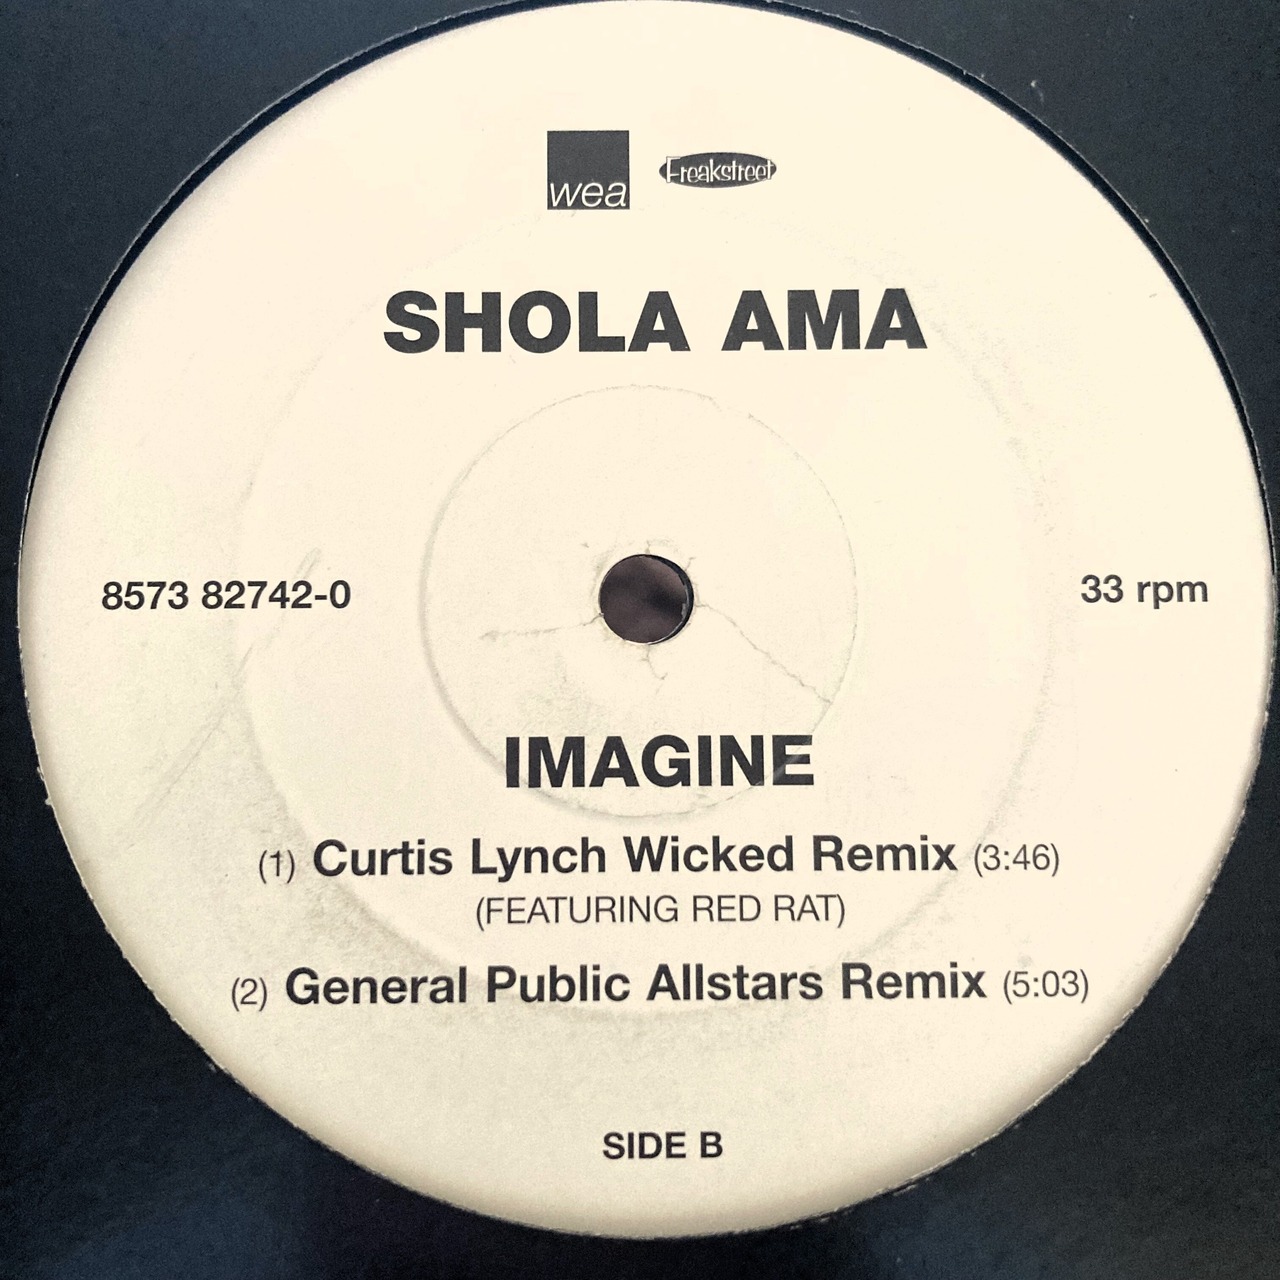 wea Freakstreet
SHOLA AMA
8573 82742-0 33 rpm
IMAGINE
(1) Curtis Lynch Wicked Remix (3:46)
(FEATURING RED RAT)
(2) General Public Allstars Remix (5:03)
SIDE B